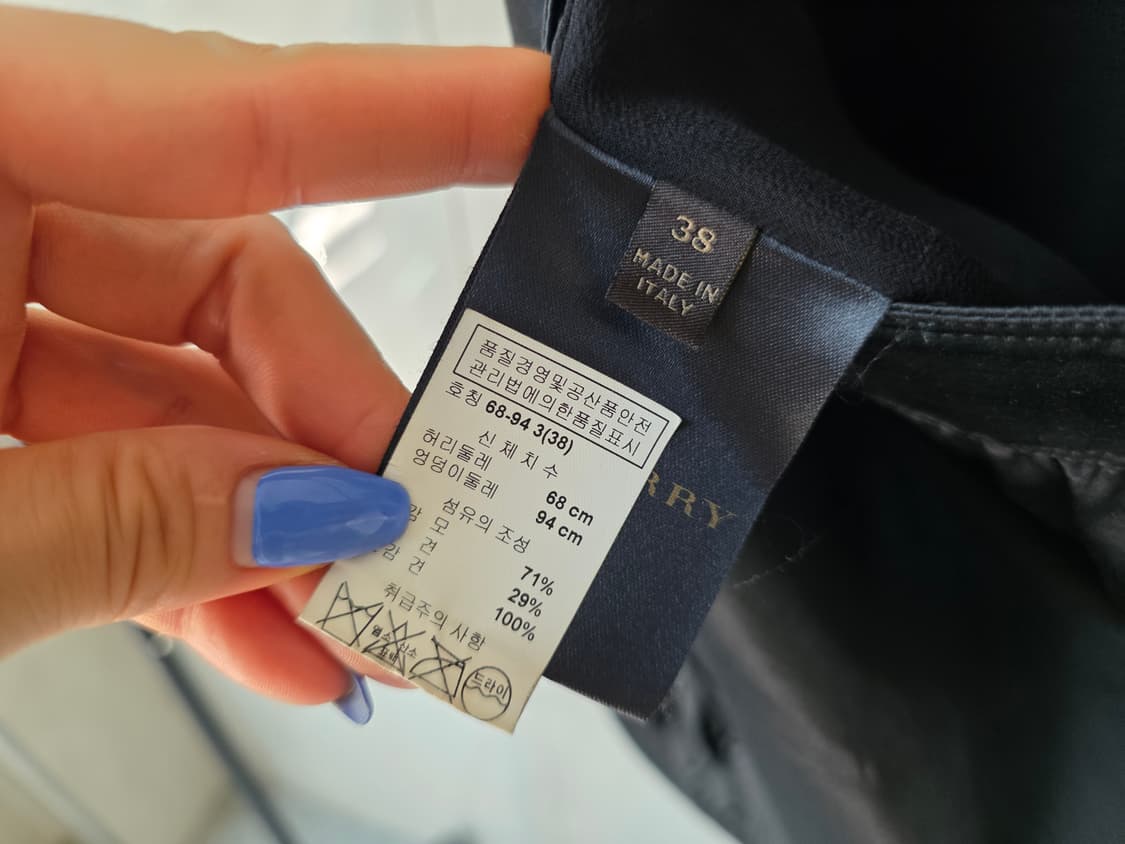 38
MADE IN
ITALY
품질경영및공산품안전
관리법에의한품질표시
호칭 68-94 3(38)
신체치수
허리둘레 68 cm
엉덩이둘레 94 cm
섬유의 조성
감 모 71%
견 29%
감 견 100%
취급주의 사항
드라이
RRY